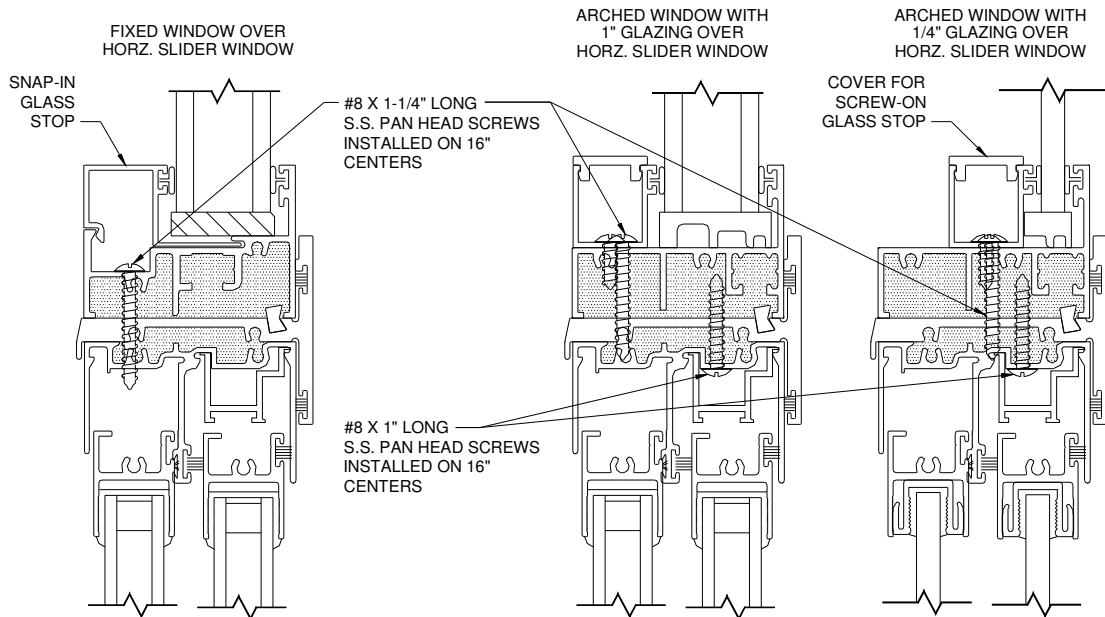 FIXED WINDOW OVER
HORZ. SLIDER WINDOW
ARCHED WINDOW WITH
1" GLAZING OVER
HORZ. SLIDER WINDOW
ARCHED WINDOW WITH
1/4" GLAZING OVER
HORZ. SLIDER WINDOW
SNAP-IN
GLASS
STOP
#8 X 1-1/4" LONG
S.S. PAN HEAD SCREWS
INSTALLED ON 16"
CENTERS
COVER FOR
SCREW-ON
GLASS STOP
#8 X 1" LONG
S.S. PAN HEAD SCREWS
INSTALLED ON 16"
CENTERS